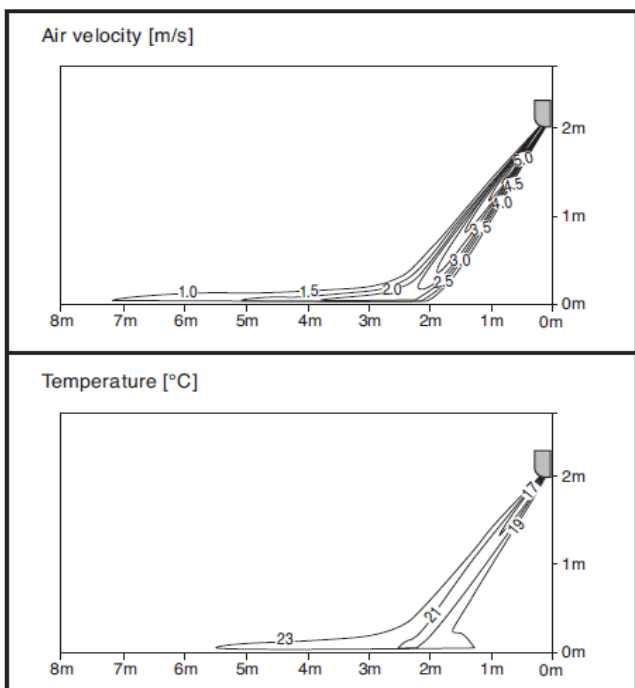 Air velocity [m/s]
2m
5.0
4.5
4.0
1m
3.5
3.0
2.5
1.0 1.5 2.0
0m
8m 7m 6m 5m 4m 3m 2m 1m 0m
Temperature [°C]
2m
17
19
1m
21
23
0m
8m 7m 6m 5m 4m 3m 2m 1m 0m